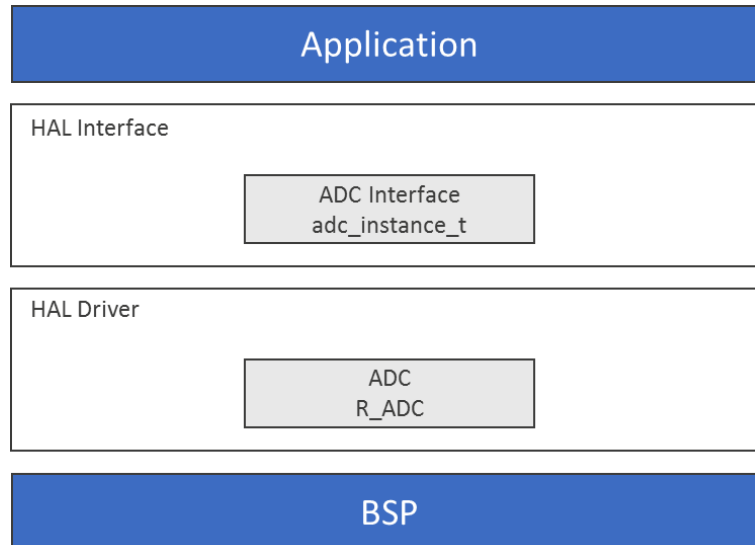 Application
HAL Interface
ADC Interface
adc_instance_t
HAL Driver
ADC
R_ADC
BSP